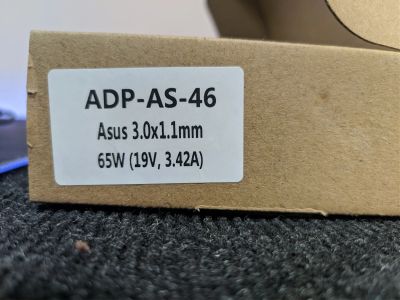 ADP-AS-46
Asus 3.0x1.1mm
65W (19V, 3.42A)